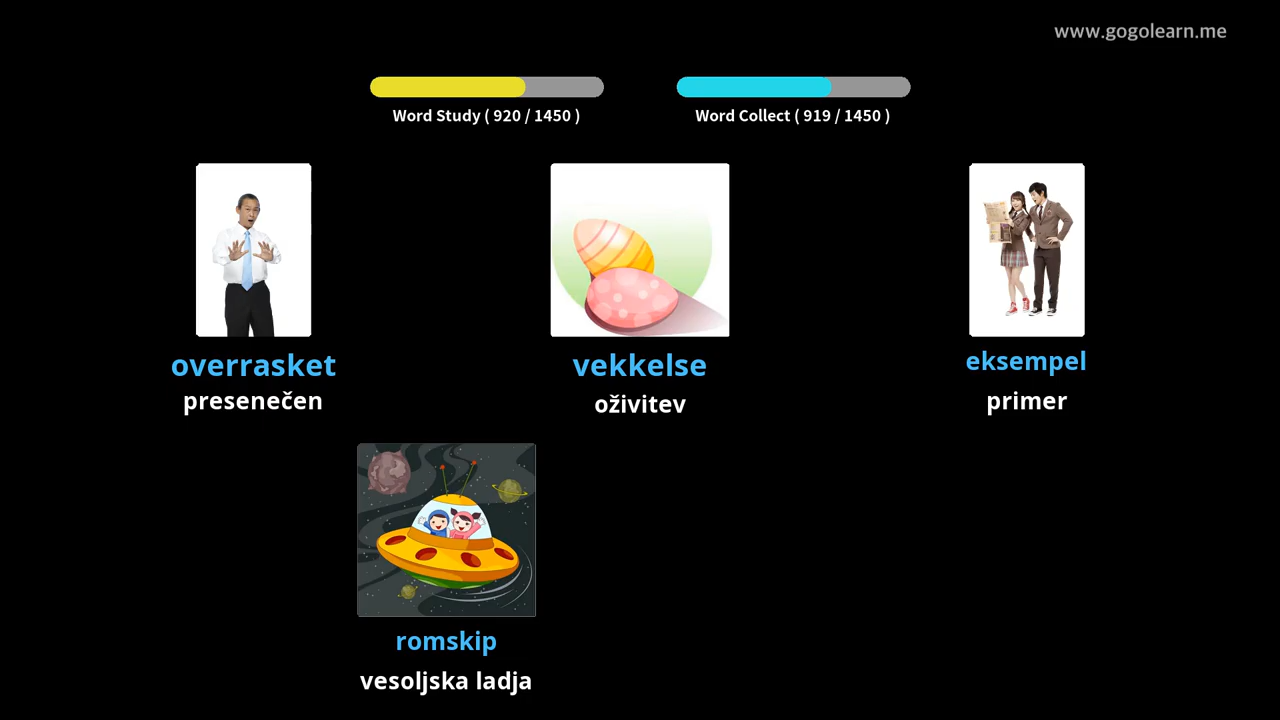 www.gogolearn.me
Word Study ( 920 / 1450 )
Word Collect ( 919 / 1450 )
overrasket
presenečen
vekkelse
oživitev
eksempel
primer
romskip
vesoljska ladja